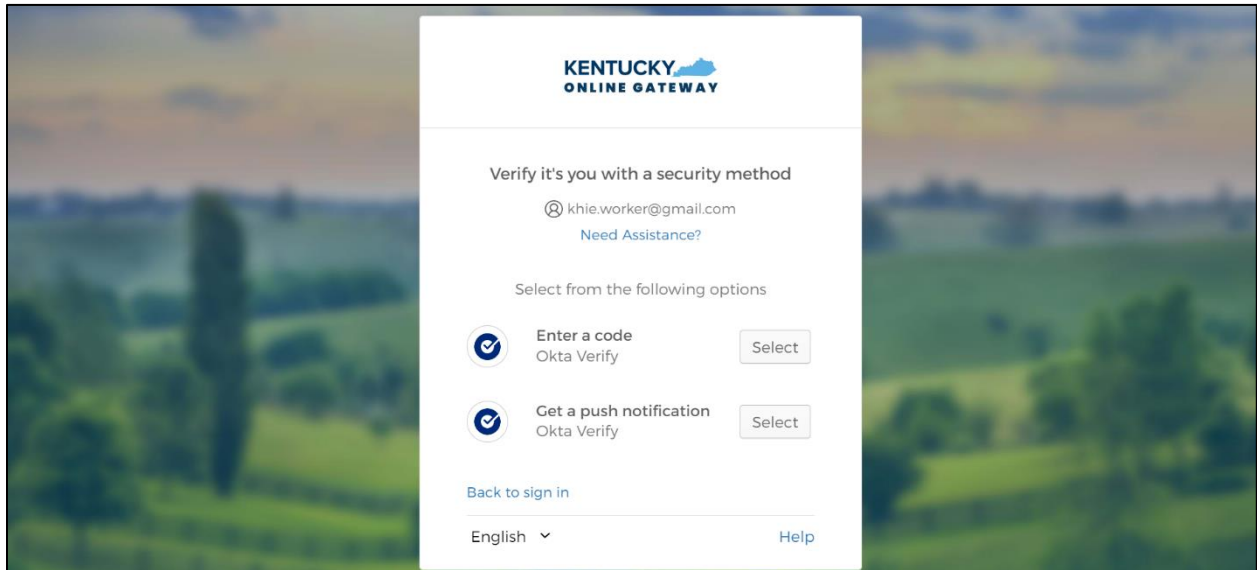 KENTUCKY
ONLINE GATEWAY
Verify it's you with a security method
khie.worker@gmail.com
Need Assistance?
Select from the following options
Enter a code
Okta Verify
Select
Get a push notification
Okta Verify
Select
Back to sign in
English
Help